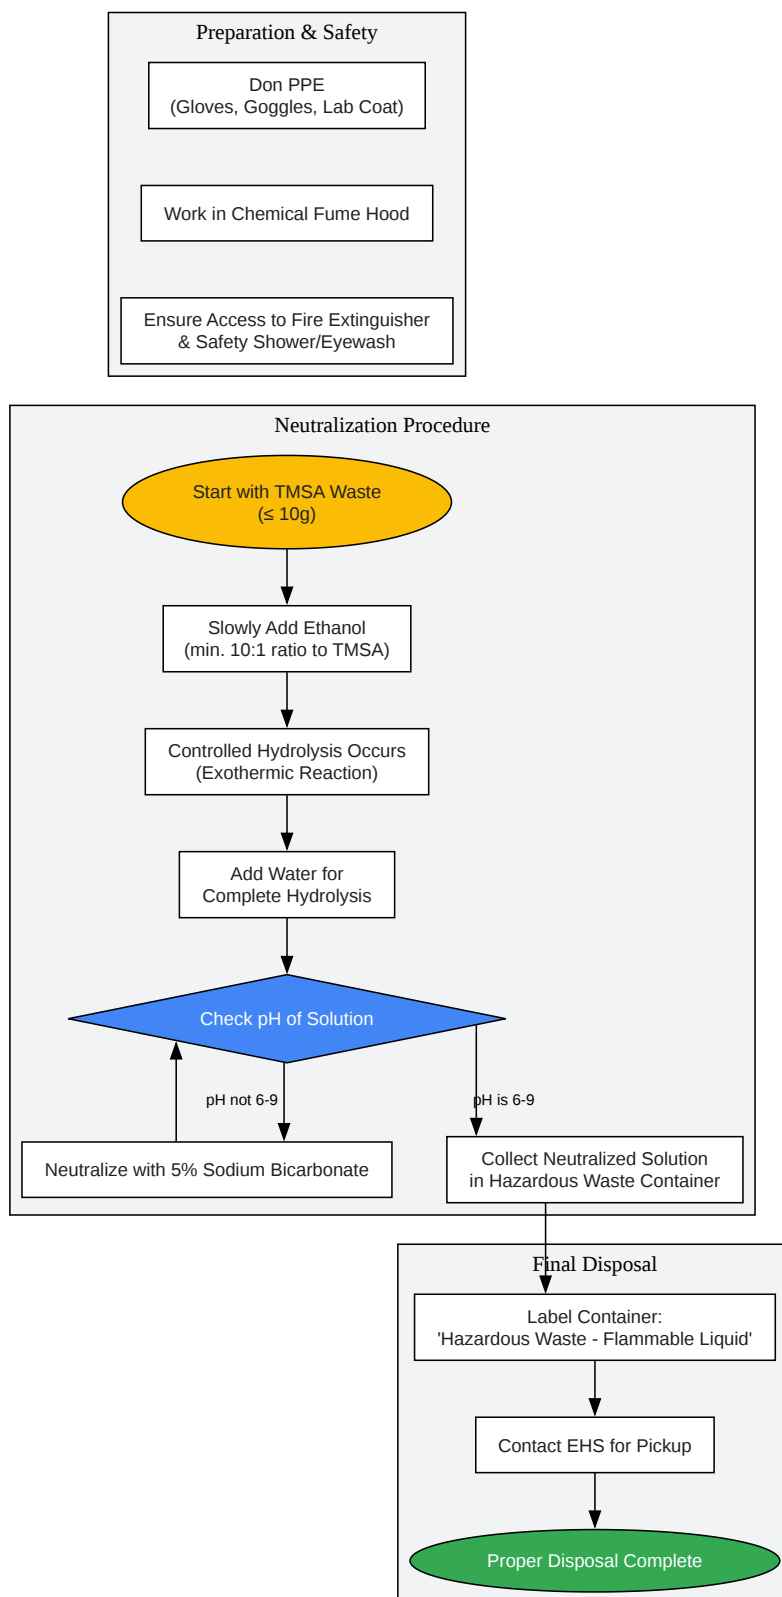 Preparation & Safety
Don PPE
(Gloves, Goggles, Lab Coat)
Work in Chemical Fume Hood
Ensure Access to Fire Extinguisher
& Safety Shower/Eyewash
Neutralization Procedure
Start with TMSA Waste
(≤ 10g)
Slowly Add Ethanol
(min. 10:1 ratio to TMSA)
Controlled Hydrolysis Occurs
(Exothermic Reaction)
Add Water for
Complete Hydrolysis
Check pH of Solution
pH not 6-9
pH is 6-9
Neutralize with 5% Sodium Bicarbonate
Collect Neutralized Solution
in Hazardous Waste Container
Final Disposal
Label Container:
'Hazardous Waste - Flammable Liquid'
Contact EHS for Pickup
Proper Disposal Complete